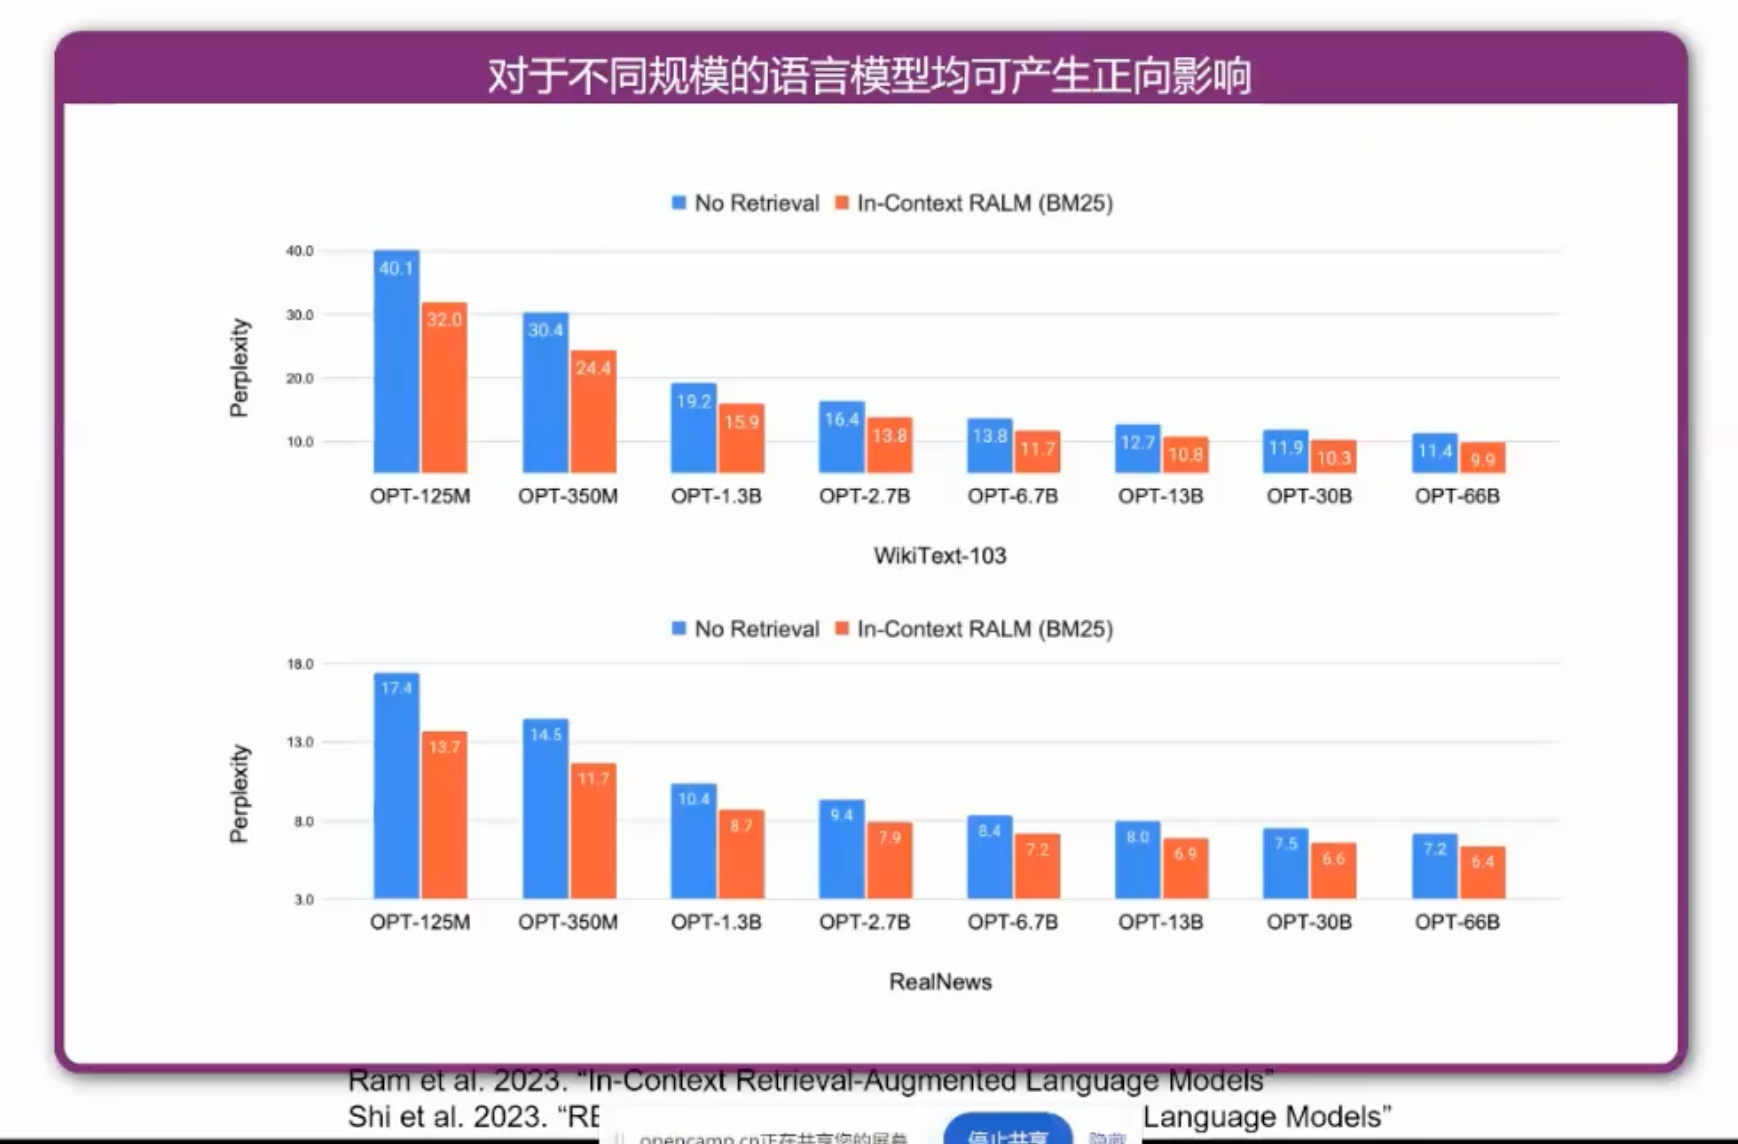 对于不同规模的语言模型均可产生正向影响
No Retrieval In-Context RALM (BM25)
40.0
30.0
20.0
10.0
Perplexity
40.1 32.0 30.4 24.4 19.2 15.9 16.4 13.8 13.8 11.7 12.7 10.8 11.9 10.3 11.4 9.9
OPT-125M OPT-350M OPT-1.3B OPT-2.7B OPT-6.7B OPT-13B OPT-30B OPT-66B
WikiText-103
No Retrieval In-Context RALM (BM25)
18.0
13.0
8.0
3.0
Perplexity
17.4 13.7 14.5 11.7 10.4 8.7 9.4 7.9 8.4 7.2 8.0 6.9 7.5 6.6 7.2 6.4
OPT-125M OPT-350M OPT-1.3B OPT-2.7B OPT-6.7B OPT-13B OPT-30B OPT-66B
RealNews
Ram et al. 2023. “In-Context Retrieval-Augmented Language Models”
Shi et al. 2023. “RE Language Models”
opencamp.cn正在共享您的屏幕 停止共享 隐藏